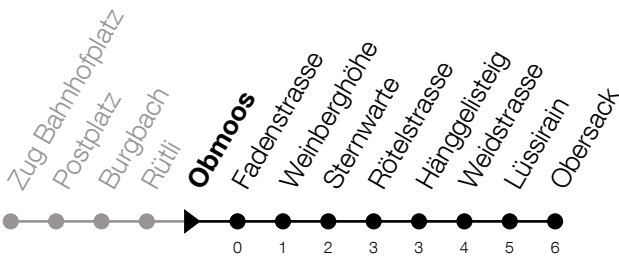 Zug Bahnhofplatz
Postplatz
Burgbach
Rütli
Obmoos
Fadenstrasse
Weinberghöhe
Sternwarte
Rötelstrasse
Hänggelisteig
Weidstrasse
Lüssirain
Obersack
0 1 2 3 3 4 5 6